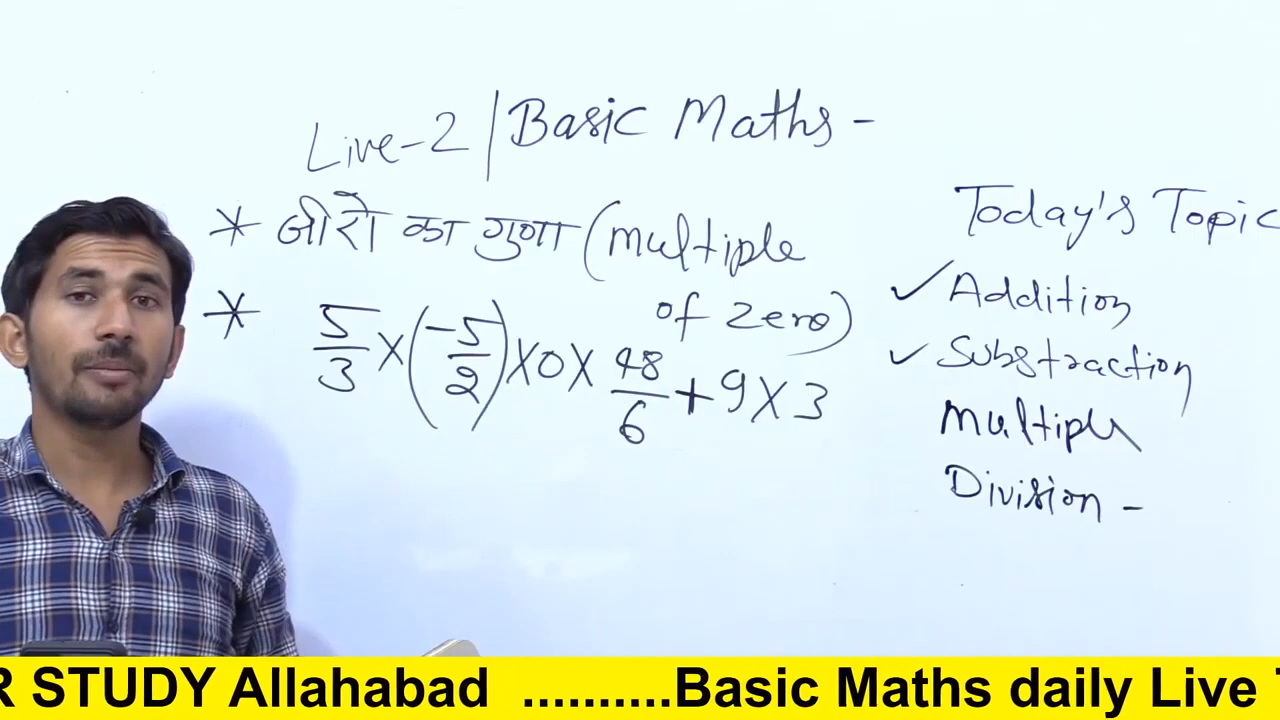 Live-2 | Basic Maths -
* जीरो का गुणा (multiple
of zero)
* 5/3 × (-5/2) × 0 × 48/6 + 9 × 3
Today's Topic
✓ Addition
✓ Substraction
Multiple
Division -
R STUDY Allahabad ..........Basic Maths daily Live